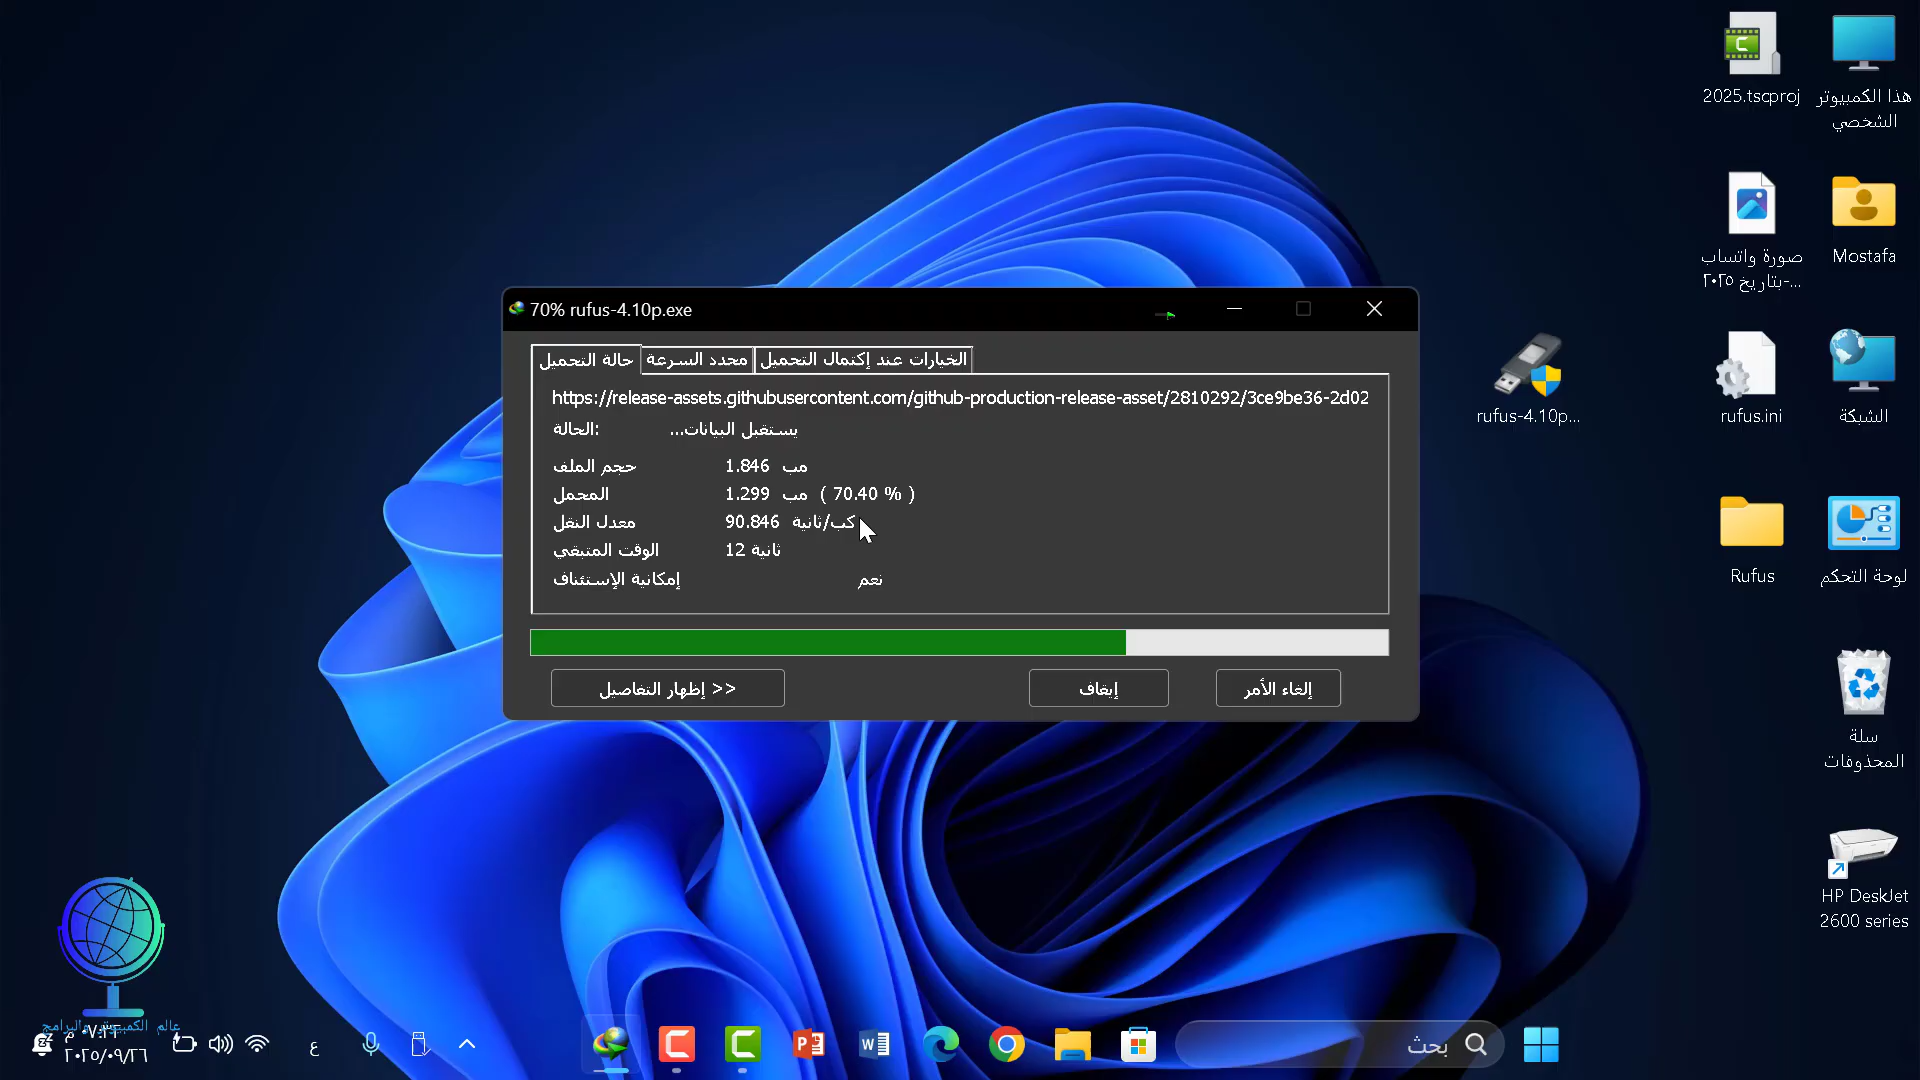 70% rufus-4.10p.exe
حالة التحميل
محدد السرعة
الخيارات عند إكتمال التحميل
https://release-assets.githubusercontent.com/github-production-release-asset/2810292/3ce9be36-2d02
الحالة: يستقبل البيانات...
حجم الملف 1.846 مب
المحمل 1.299 مب ( 70.40 % )
معدل النقل 90.846 كب/ثانية
الوقت المتبقي 12 ثانية
إمكانية الإستئناف نعم
إظهار التفاصيل >>
إيقاف
إلغاء الأمر
هذا الكمبيوتر
الشخصي
2025.tscproj
Mostafa
صورة واتساب
بتاريخ ٢٠٢٥-...
الشبكة
rufus.ini
rufus-4.10p...
لوحة التحكم
Rufus
سلة
المحذوفات
HP DeskJet
2600 series
عالم الكمبيوتر والبرامج
٢٠٢٥/٠٩/٢٦
ع
بحث